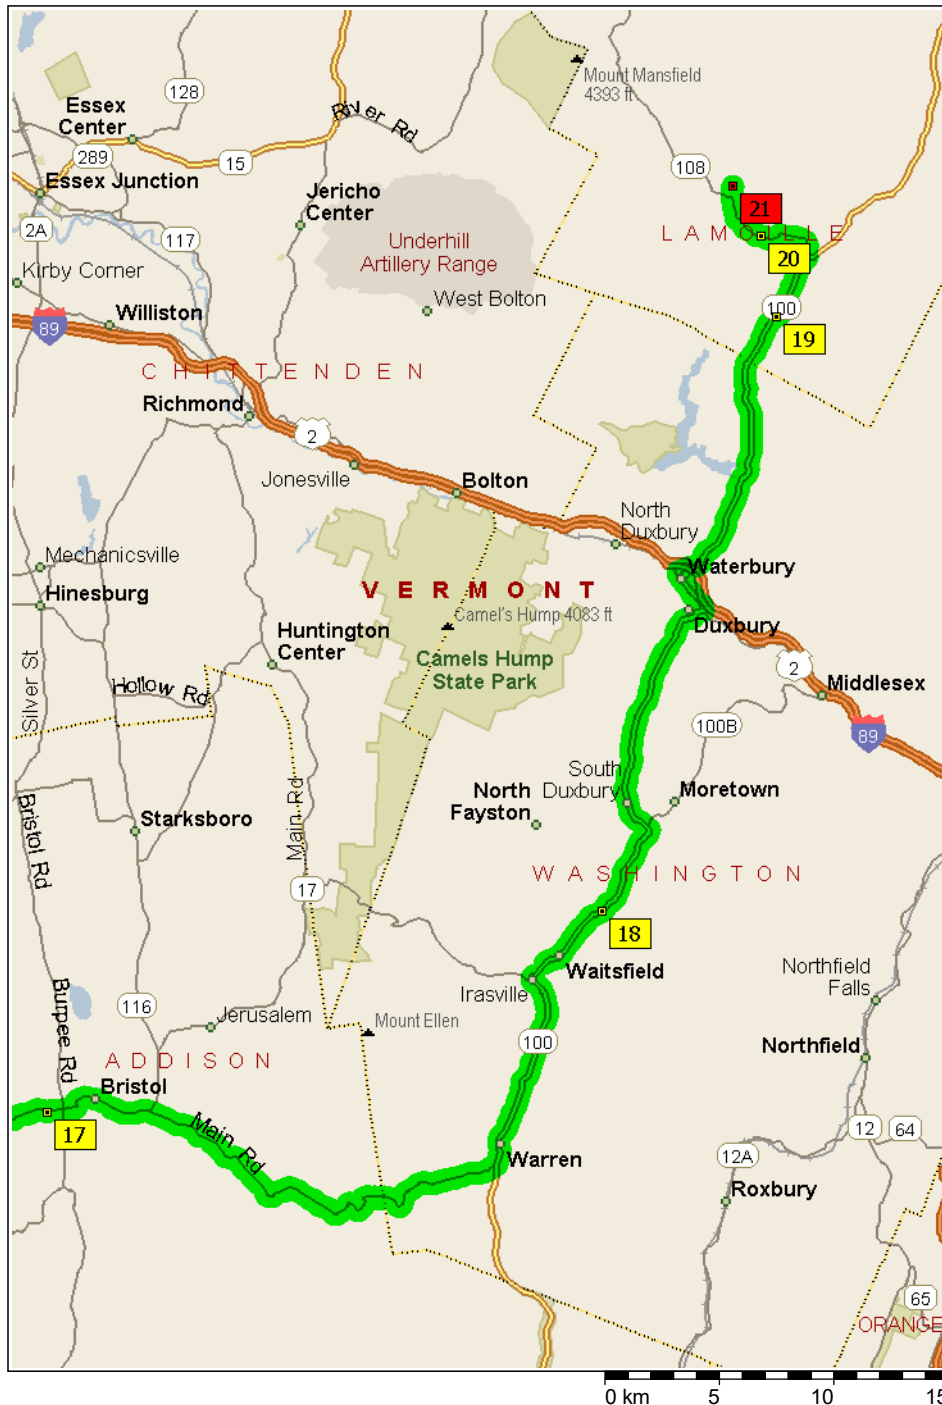 Mount Mansfield
4393 ft
128
Essex
Center
River Rd
289
15
108
Essex Junction
Jericho
Center
21
2A
117
LAMOILLE
Underhill
Artillery Range
20
Kirby Corner
West Bolton
Williston
100
89
19
CHITTENDEN
Richmond
2
Jonesville
Bolton
North
Duxbury
Mechanicsville
Waterbury
Hinesburg
VERMONT
Camel's Hump 4083 ft
Duxbury
Huntington
Center
Camels Hump
State Park
2
Hollow Rd
Silver St
Middlesex
100B
89
South
Duxbury
North
Fayston
Moretown
Bristol Rd
Starksboro
Main Rd
WASHINGTON
17
18
Waitsfield
Irasville
Northfield
Falls
Burpee Rd
116
Jerusalem
Mount Ellen
100
Northfield
ADDISON
Bristol
17
Main Rd
12
64
Warren
12A
Roxbury
65
ORANGE
0 km
5
10
15